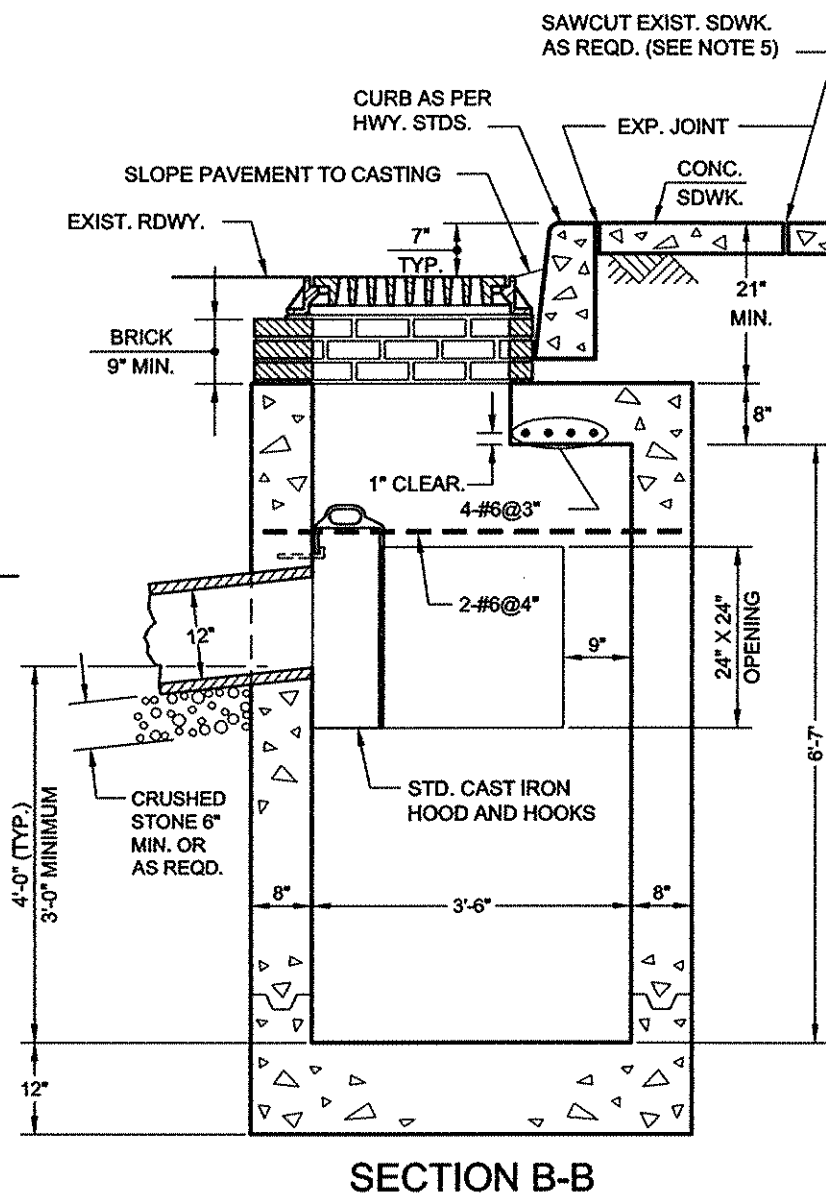 SAWCUT EXIST. SDWK.
AS REQD. (SEE NOTE 5)
CURB AS PER
HWY. STDS.
EXP. JOINT
SLOPE PAVEMENT TO CASTING
CONC.
SDWK.
EXIST. RDWY.
7"
TYP.
21"
MIN.
BRICK
9" MIN.
8"
1" CLEAR.
4-#6@3"
2-#6@4"
12"
9"
24" X 24"
OPENING
6'-7"
STD. CAST IRON
HOOD AND HOOKS
CRUSHED
STONE 6"
MIN. OR
AS REQD.
4'-0" (TYP.)
3'-0" MINIMUM
8"
3'-6"
8"
12"
SECTION B-B